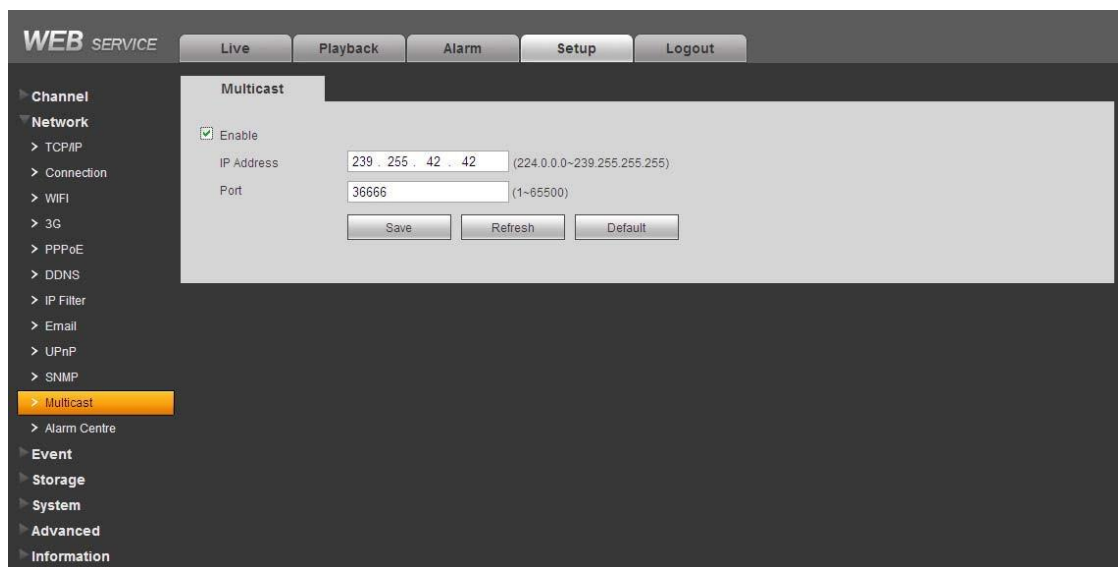 WEB SERVICE
Live Playback Alarm Setup Logout
Channel
Network
> TCP/IP
> Connection
> WIFI
> 3G
> PPPoE
> DDNS
> IP Filter
> Email
> UPnP
> SNMP
> Multicast
> Alarm Centre
Event
Storage
System
Advanced
Information
Multicast
Enable
IP Address 239 . 255 . 42 . 42 (224.0.0.0~239.255.255.255)
Port 36666 (1~65500)
Save Refresh Default